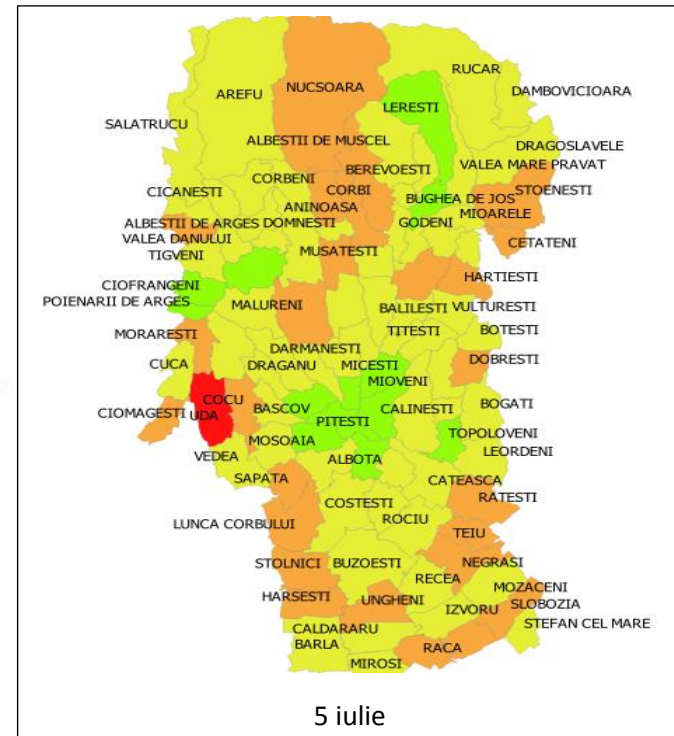 RUCAR
NUCSOARA
AREFU
DAMBOVICIOARA
LERESTI
SALATRUCU
ALBESTII DE MUSCEL
DRAGOSLAVELE
VALEA MARE PRAVAT
BEREVOESTI
CORBENI
CICANESTI
CORBI
STOENESTI
BUGHEA DE JOS
ANINOASA
MIOARELE
ALBESTII DE ARGES
DOMNESTI
GODENI
VALEA DANULUI
CETATENI
MUSATESTI
TIGVENI
HARTIESTI
CIOFRANGENI
POIENARII DE ARGES
MALURENI
BALILESTI
VULTURESTI
MORARESTI
TITESTI
BOTESTI
DARMANESTI
CUCA
DRAGANU
MICESTI
DOBRESTI
MIOVENI
COCU
BASCOV
CALINESTI
BOGATI
CIOMAGESTI
UDA
PITESTI
TOPOLOVENI
MOSOAIA
LEORDENI
VEDEA
ALBOTA
SAPATA
CATEASCA
RATESTI
COSTESTI
LUNCA CORBULUI
ROCIU
TEIU
STOLNICI
BUZOESTI
NEGRASI
RECEA
MOZACENI
HARSESTI
UNGHENI
SLOBOZIA
IZVORU
STEFAN CEL MARE
CALDARARU
BARLA
RACA
MIROSI
5 iulie